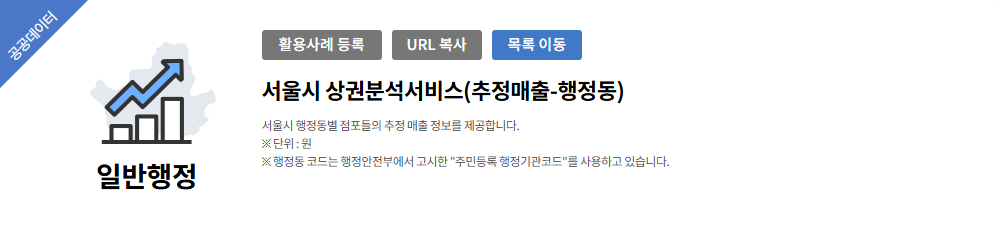 공공데이터
활용사례 등록
URL 복사
목록 이동
서울시 상권분석서비스(추정매출-행정동)
서울시 행정동별 점포들의 추정 매출 정보를 제공합니다.
※ 단위 : 원
※ 행정동 코드는 행정안전부에서 고시한 "주민등록 행정기관코드"를 사용하고 있습니다.
일반행정